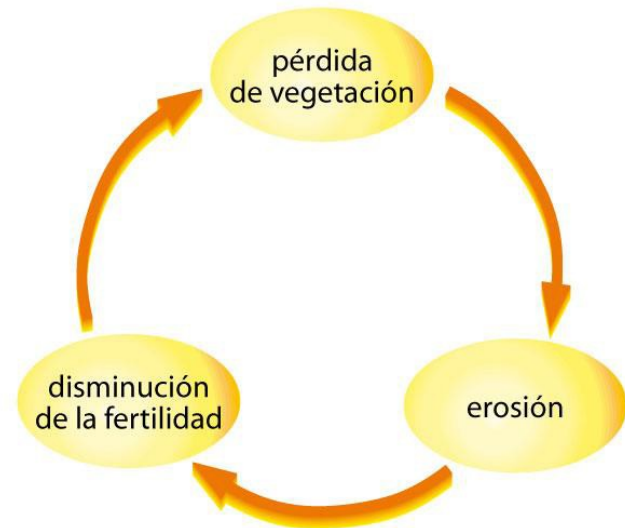 pérdida
de vegetación
erosión
disminución
de la fertilidad